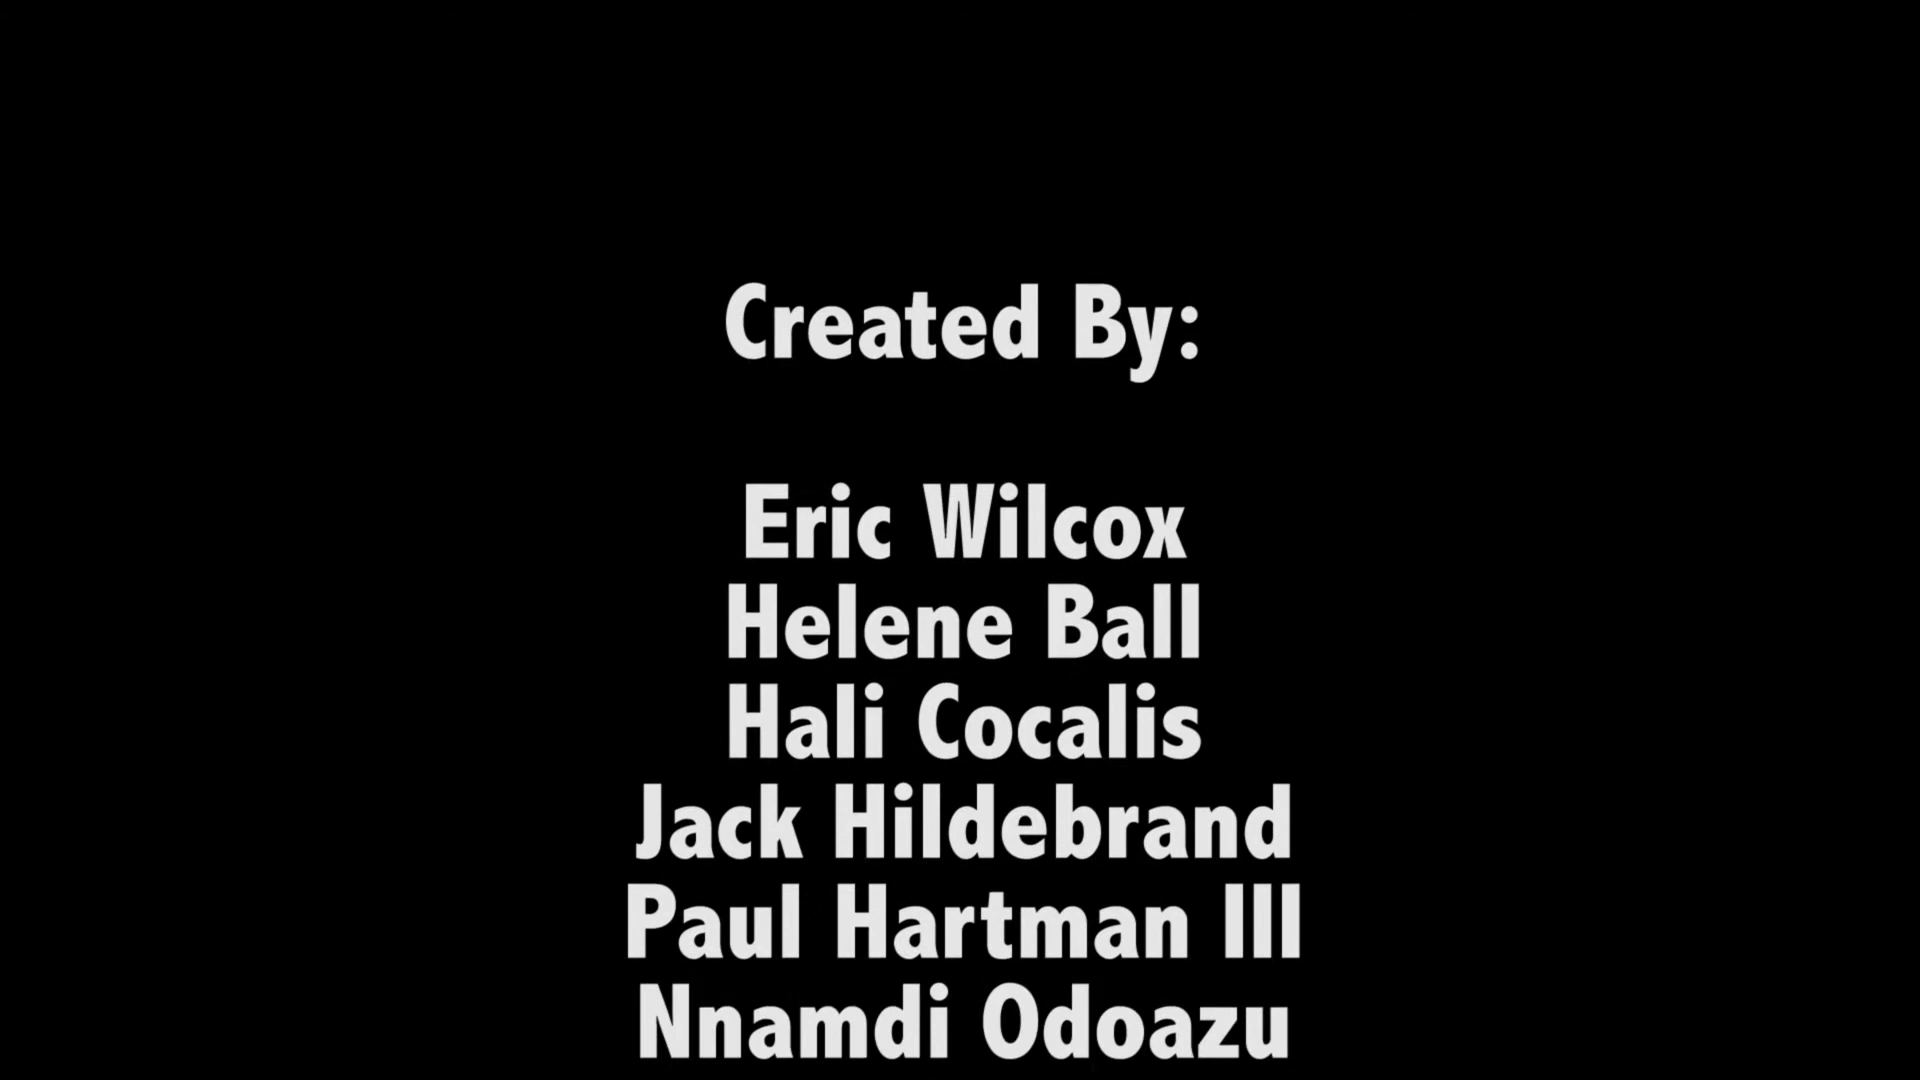 Created By:
Eric Wilcox
Helene Ball
Hali Cocalis
Jack Hildebrand
Paul Hartman III
Nnamdi Odoazu